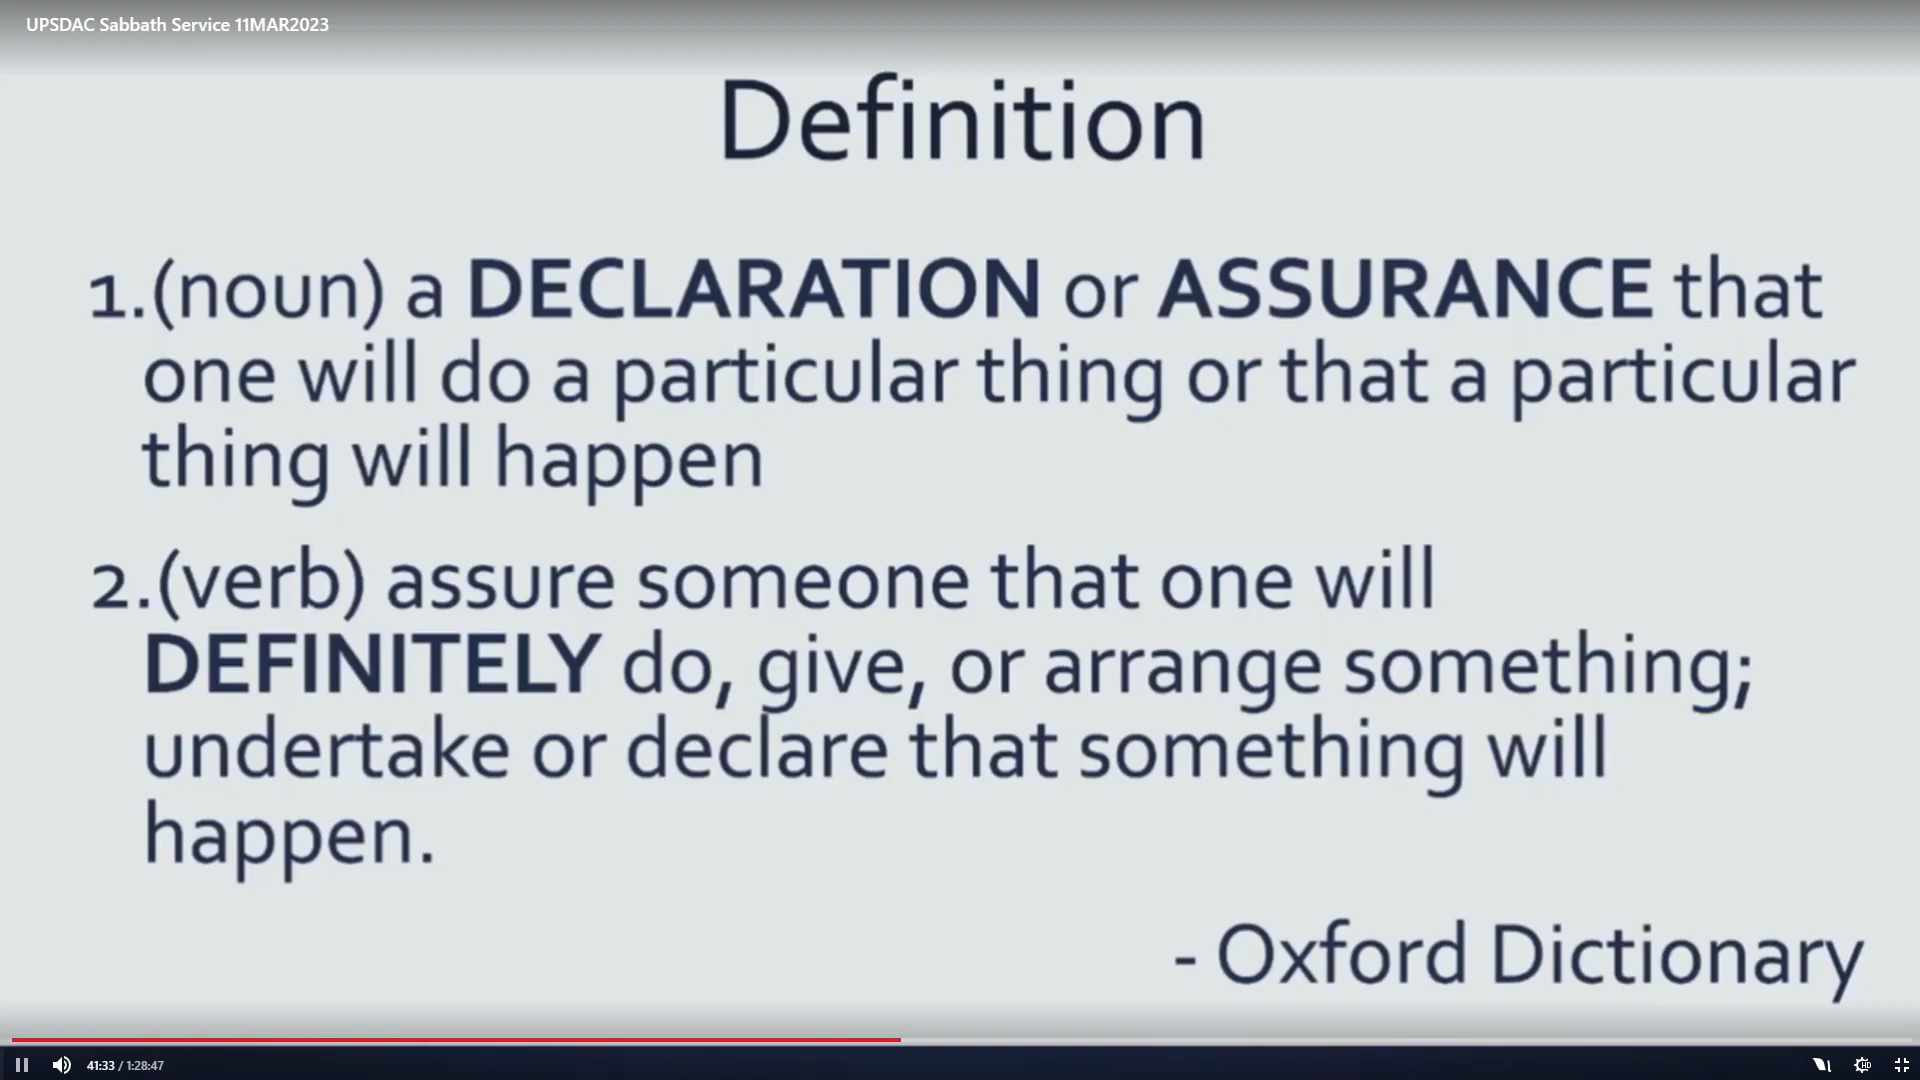 UPSDAC Sabbath Service 11MAR2023
Definition
1.(noun) a DECLARATION or ASSURANCE that
one will do a particular thing or that a particular
thing will happen
2.(verb) assure someone that one will
DEFINITELY do, give, or arrange something;
undertake or declare that something will
happen.
- Oxford Dictionary
41:33 / 1:28:47
HD